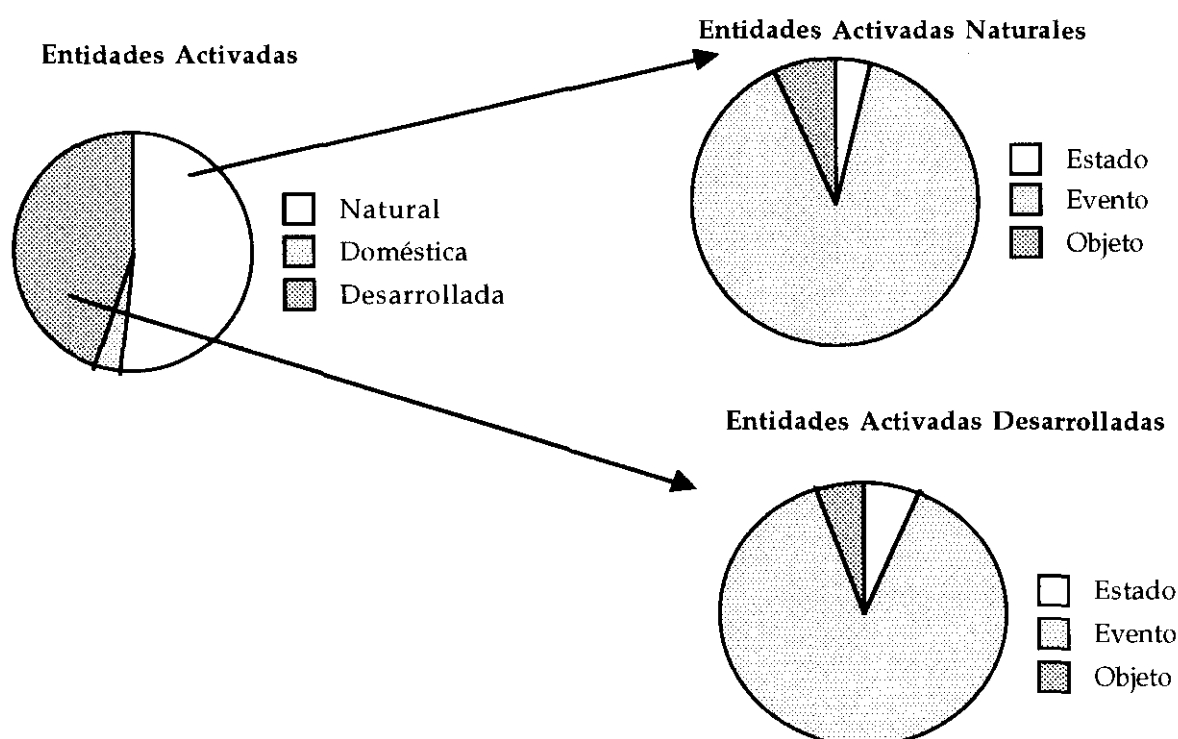 Entidades Activadas
Natural
Doméstica
Desarrollada
Entidades Activadas Naturales
Estado
Evento
Objeto
Entidades Activadas Desarrolladas
Estado
Evento
Objeto